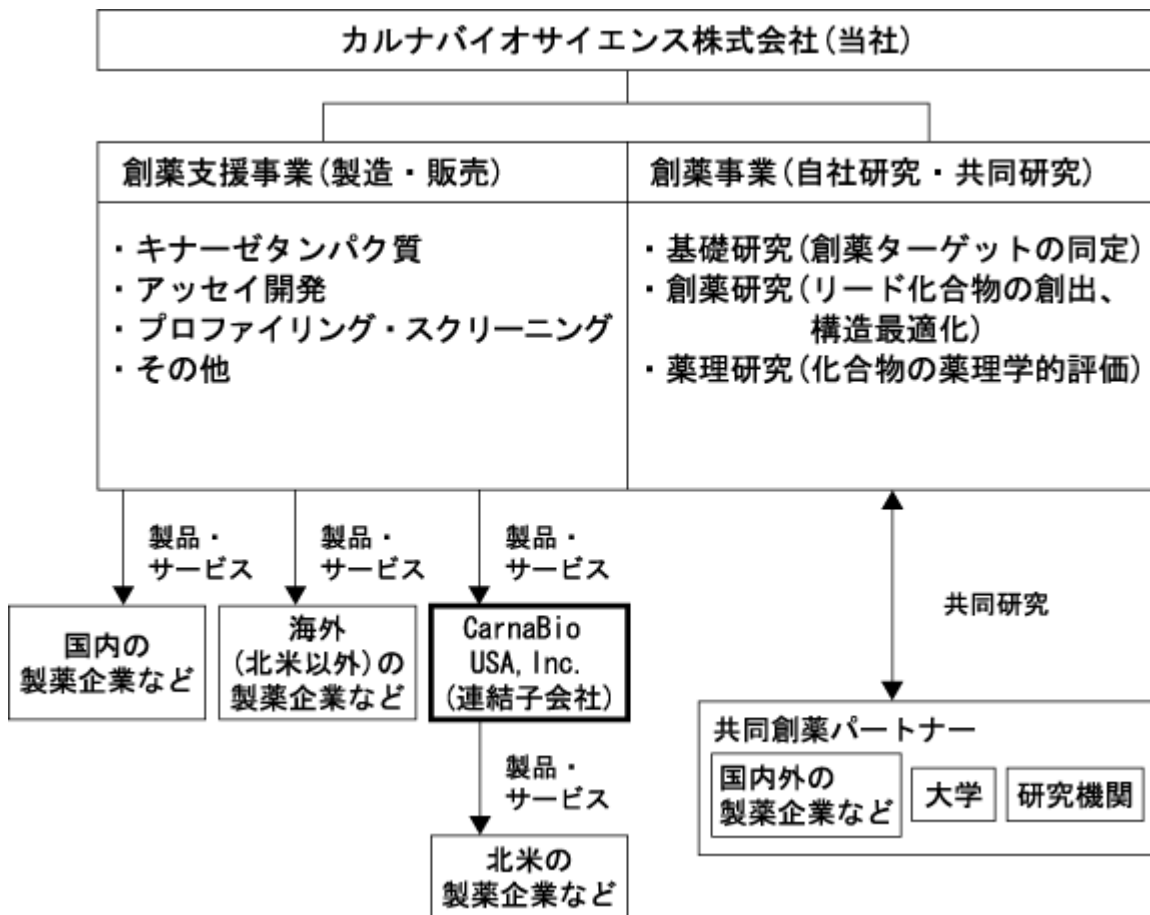 カルナバイオサイエンス株式会社(当社)
創薬支援事業(製造・販売)
・キナーゼタンパク質
・アッセイ開発
・プロファイリング・スクリーニング
・その他
創薬事業(自社研究・共同研究)
・基礎研究(創薬ターゲットの同定)
・創薬研究(リード化合物の創出、
構造最適化)
・薬理研究(化合物の薬理学的評価)
製品・
サービス
製品・
サービス
製品・
サービス
共同研究
国内の
製薬企業など
海外
(北米以外)の
製薬企業など
CarnaBio
USA, Inc.
(連結子会社)
製品・
サービス
北米の
製薬企業など
共同創薬パートナー
国内外の
製薬企業など
大学
研究機関